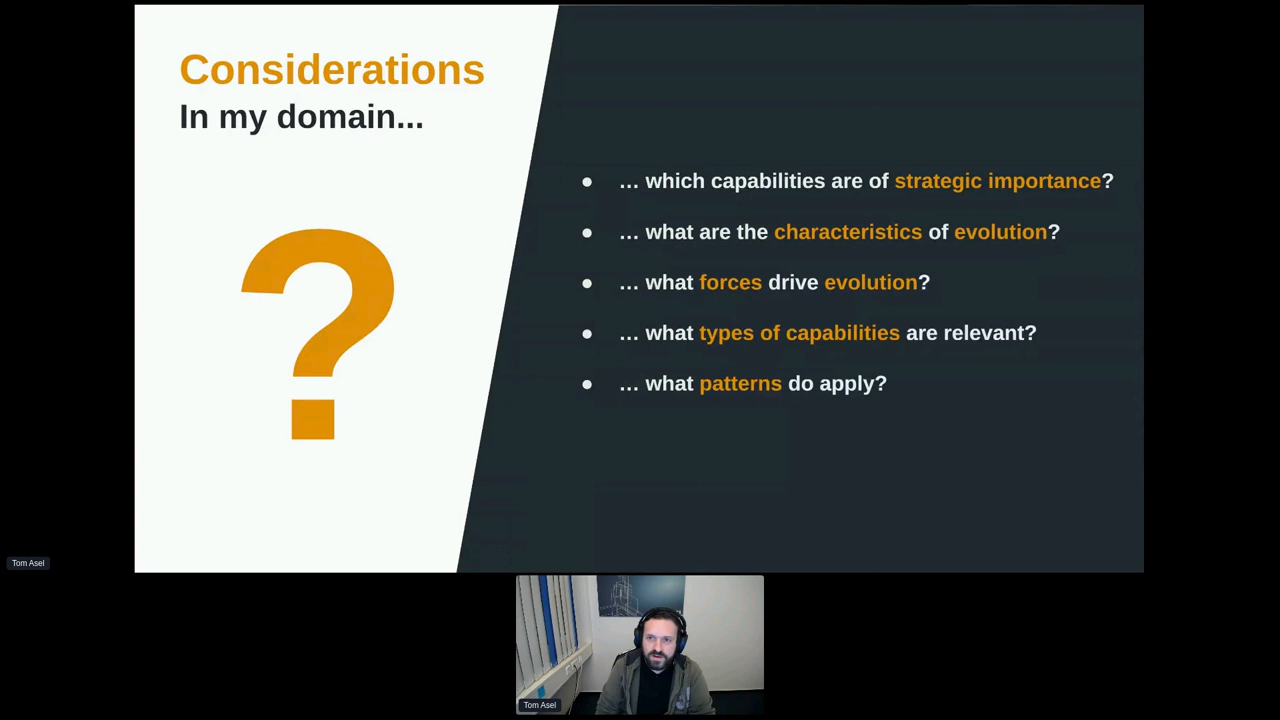 Considerations
In my domain...
?
● … which capabilities are of strategic importance?
● … what are the characteristics of evolution?
● … what forces drive evolution?
● … what types of capabilities are relevant?
● … what patterns do apply?
Tom Asel
Tom Asel